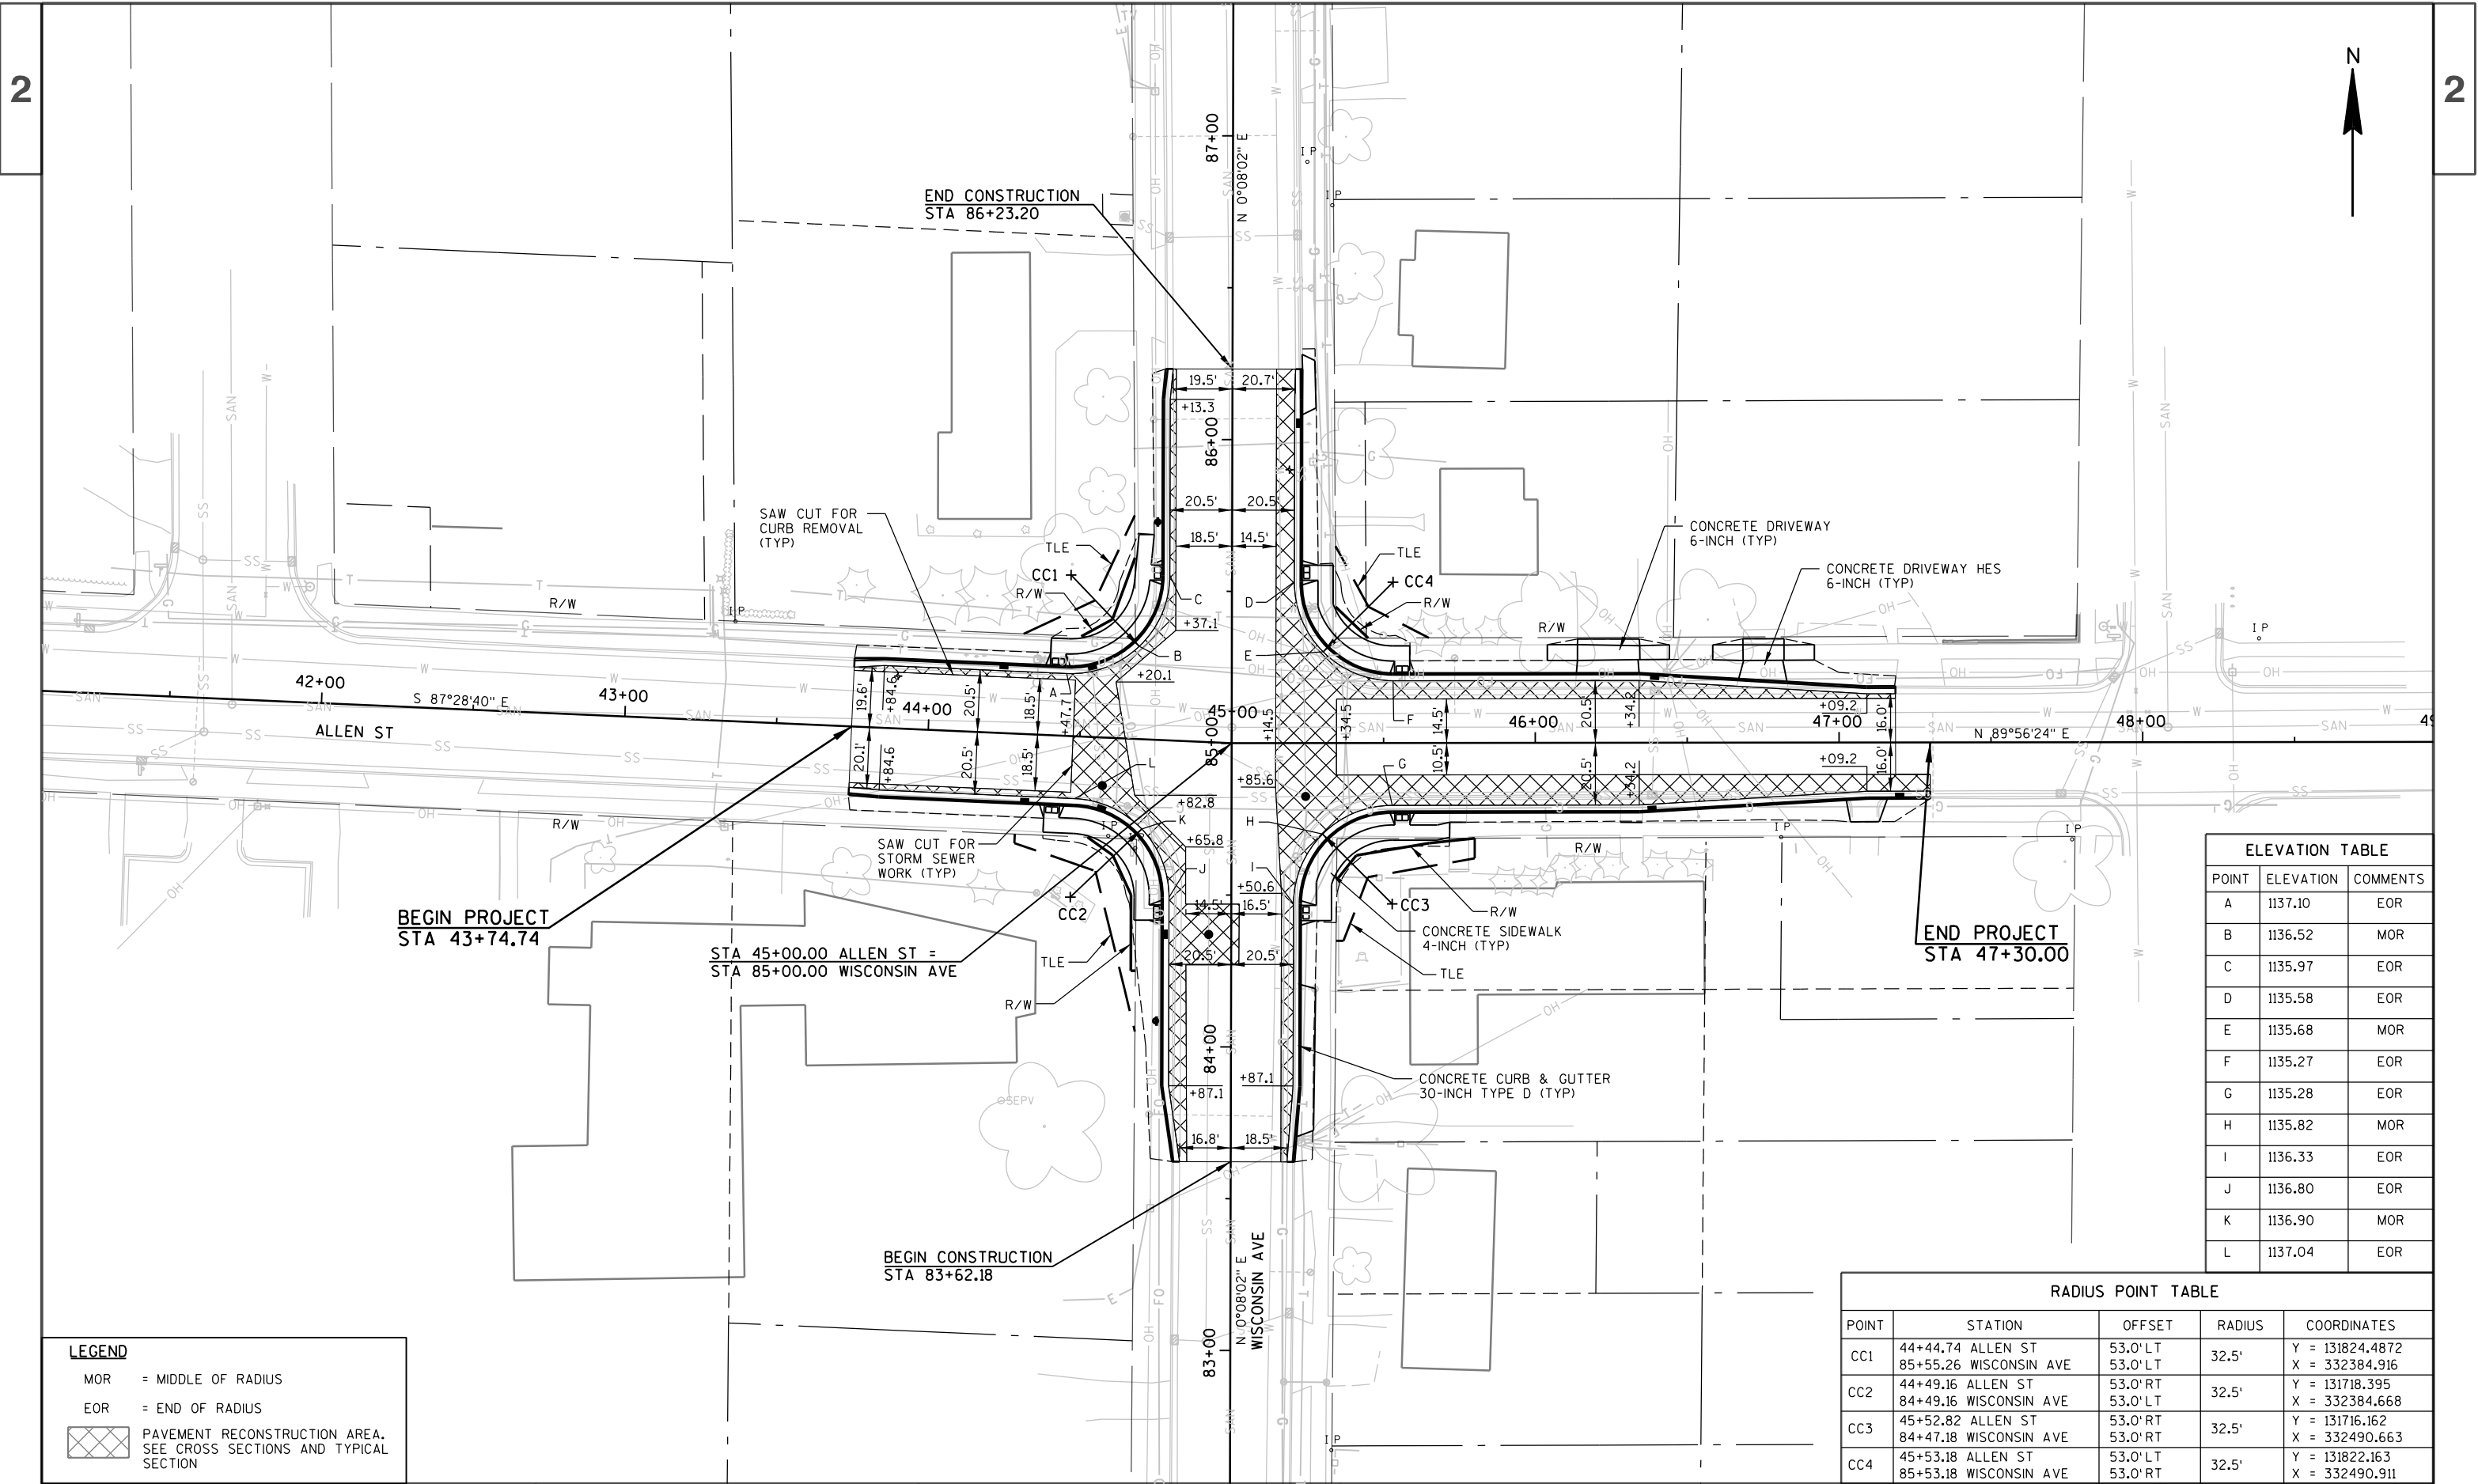 2
2
N
87+00
N 0°08'02" E
I P
I P
END CONSTRUCTION
STA 86+23.20
19.5'
20.7'
+13.3
86+00
20.5'
20.5'
18.5'
14.5'
SAW CUT FOR
CURB REMOVAL
(TYP)
TLE
CC1
R/W
C
D
+37.1
B
E
+20.1
A
TLE
CC4
R/W
CONCRETE DRIVEWAY
6-INCH (TYP)
CONCRETE DRIVEWAY HES
6-INCH (TYP)
R/W
R/W
I P
I P
42+00
S 87°28'40" E
43+00
44+00
45+00
46+00
47+00
48+00
49
ALLEN ST
N 89°56'24" E
19.6'
+84.6
20.5'
18.5'
+47.7
20.1'
+84.6
20.5'
18.5'
85+00
+14.5
+34.5
14.5'
10.5'
F
G
20.5'
+34.2
20.5'
+34.2
+09.2
16.0'
+09.2
16.0'
L
+85.6
+82.8
K
H
+65.8
J
I
+50.6
14.5'
16.5'
20.5'
20.5'
R/W
I P
I P
I P
R/W
SAW CUT FOR
STORM SEWER
WORK (TYP)
CC2
CC3
R/W
CONCRETE SIDEWALK
4-INCH (TYP)
TLE
TLE
R/W
BEGIN PROJECT
STA 43+74.74
STA 45+00.00 ALLEN ST =
STA 85+00.00 WISCONSIN AVE
END PROJECT
STA 47+30.00
84+00
+87.1
+87.1
CONCRETE CURB & GUTTER
30-INCH TYPE D (TYP)
SEPV
16.8'
18.5'
BEGIN CONSTRUCTION
STA 83+62.18
83+00
N 0°08'02" E
WISCONSIN AVE
I P
ELEVATION TABLE
POINT ELEVATION COMMENTS
A 1137.10 EOR
B 1136.52 MOR
C 1135.97 EOR
D 1135.58 EOR
E 1135.68 MOR
F 1135.27 EOR
G 1135.28 EOR
H 1135.82 MOR
I 1136.33 EOR
J 1136.80 EOR
K 1136.90 MOR
L 1137.04 EOR
RADIUS POINT TABLE
POINT STATION OFFSET RADIUS COORDINATES
CC1 44+44.74 ALLEN ST 53.0' LT 32.5' Y = 131824.4872
85+55.26 WISCONSIN AVE 53.0' LT X = 332384.916
CC2 44+49.16 ALLEN ST 53.0' RT 32.5' Y = 131718.395
84+49.16 WISCONSIN AVE 53.0' LT X = 332384.668
CC3 45+52.82 ALLEN ST 53.0' RT 32.5' Y = 131716.162
84+47.18 WISCONSIN AVE 53.0' RT X = 332490.663
CC4 45+53.18 ALLEN ST 53.0' LT 32.5' Y = 131822.163
85+53.18 WISCONSIN AVE 53.0' RT X = 332490.911
LEGEND
MOR = MIDDLE OF RADIUS
EOR = END OF RADIUS
PAVEMENT RECONSTRUCTION AREA.
SEE CROSS SECTIONS AND TYPICAL
SECTION